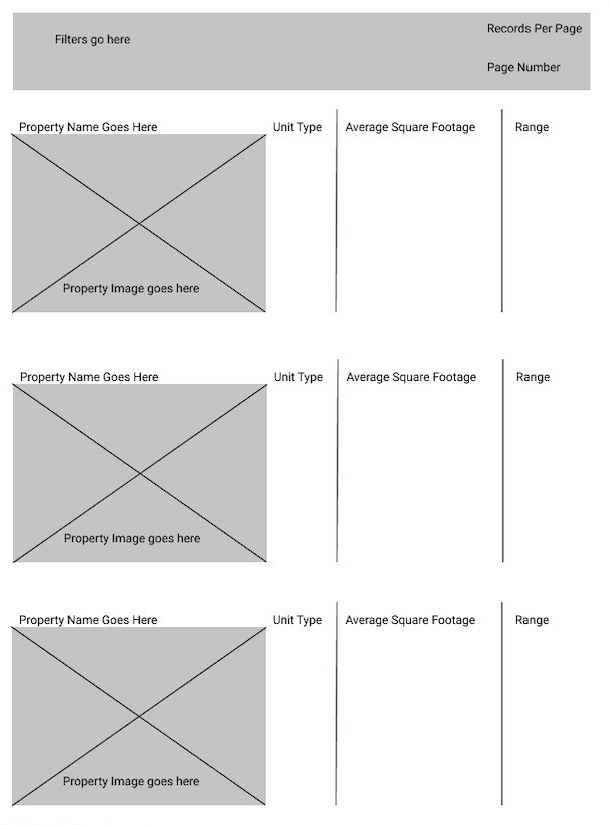 Filters go here
Records Per Page
Page Number
Property Name Goes Here
Unit Type
Average Square Footage
Range
Property Image goes here
Property Name Goes Here
Unit Type
Average Square Footage
Range
Property Image goes here
Property Name Goes Here
Unit Type
Average Square Footage
Range
Property Image goes here